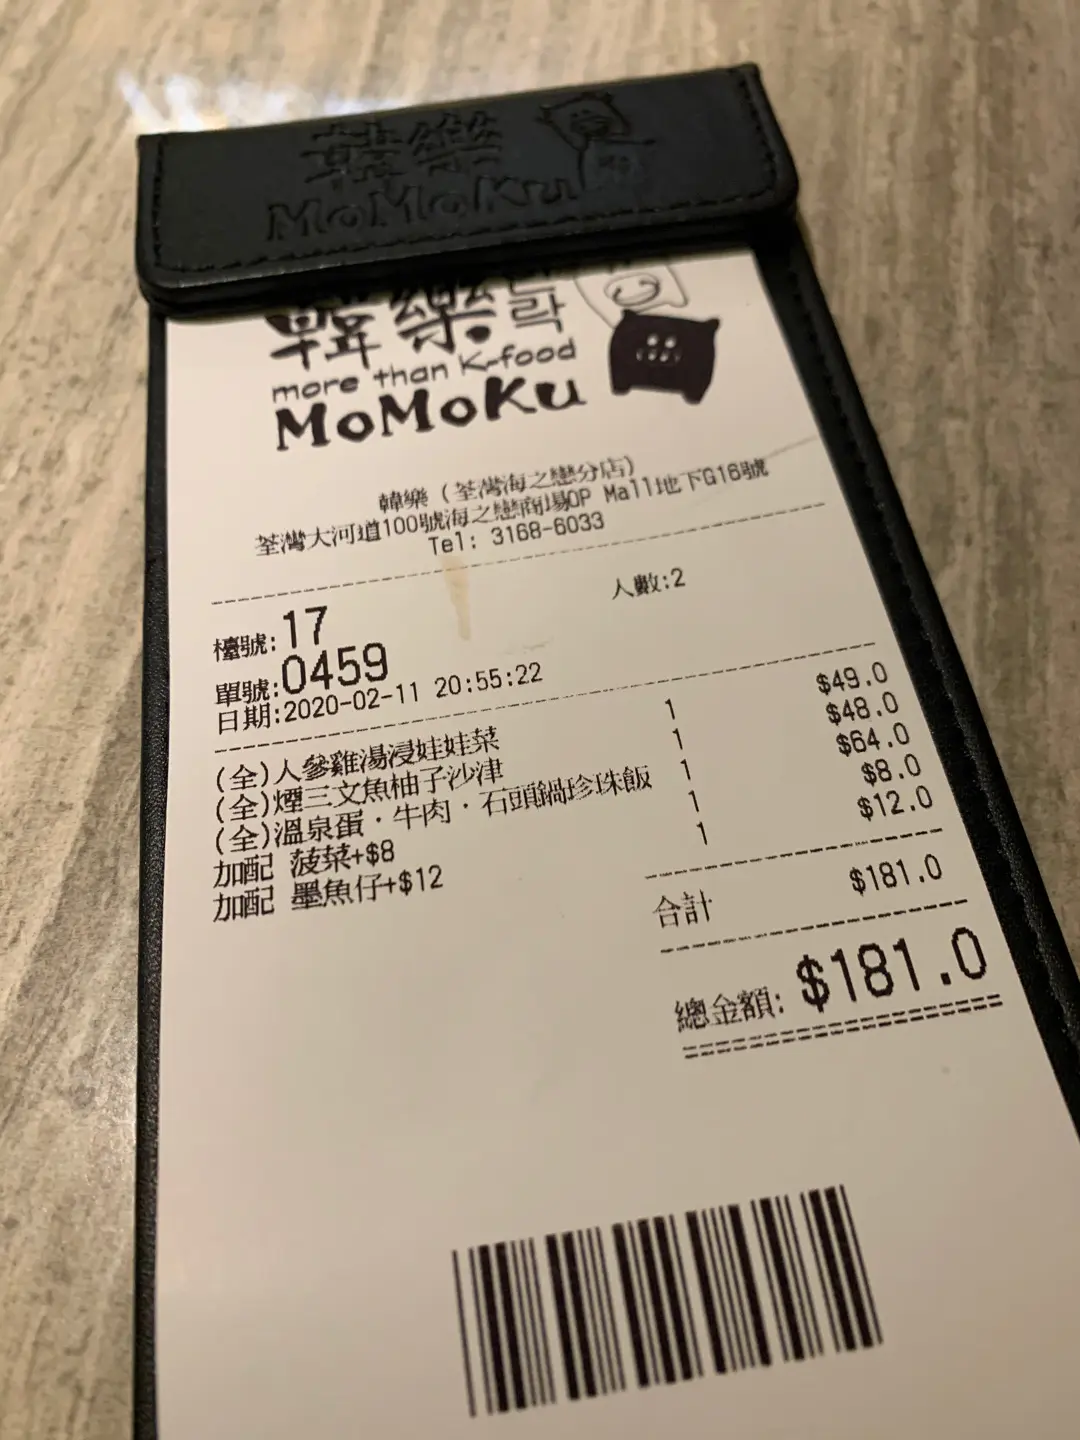 韓樂
MoMoKu
韓樂 락
more than K-food
MoMoKu
韓樂 (荃灣海之戀分店)
荃灣大河道100號海之戀商場OP Mall地下G16號
Tel: 3168-6033
人數:2
檯號:17
單號:0459
日期:2020-02-11 20:55:22
(全)人參雞湯浸娃娃菜 1 $49.0
(全)煙三文魚柚子沙津 1 $48.0
(全)溫泉蛋·牛肉·石頭鍋珍珠飯 1 $64.0
加配 菠菜+$8 1 $8.0
加配 墨魚仔+$12 1 $12.0
合計 $181.0
總金額: $181.0